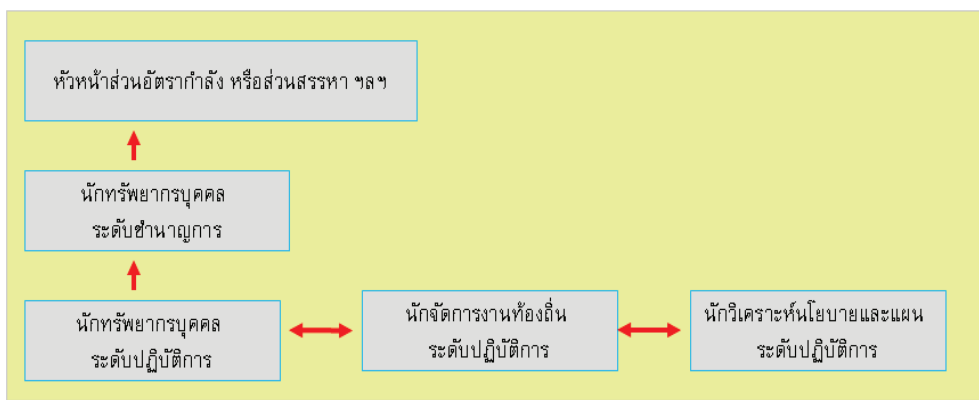 หัวหน้าส่วนอัตรากำลัง หรือส่วนสรรหา ฯลฯ
นักทรัพยากรบุคคล
ระดับชำนาญการ
นักทรัพยากรบุคคล
ระดับปฏิบัติการ
นักจัดการงานท้องถิ่น
ระดับปฏิบัติการ
นักวิเคราะห์นโยบายและแผน
ระดับปฏิบัติการ